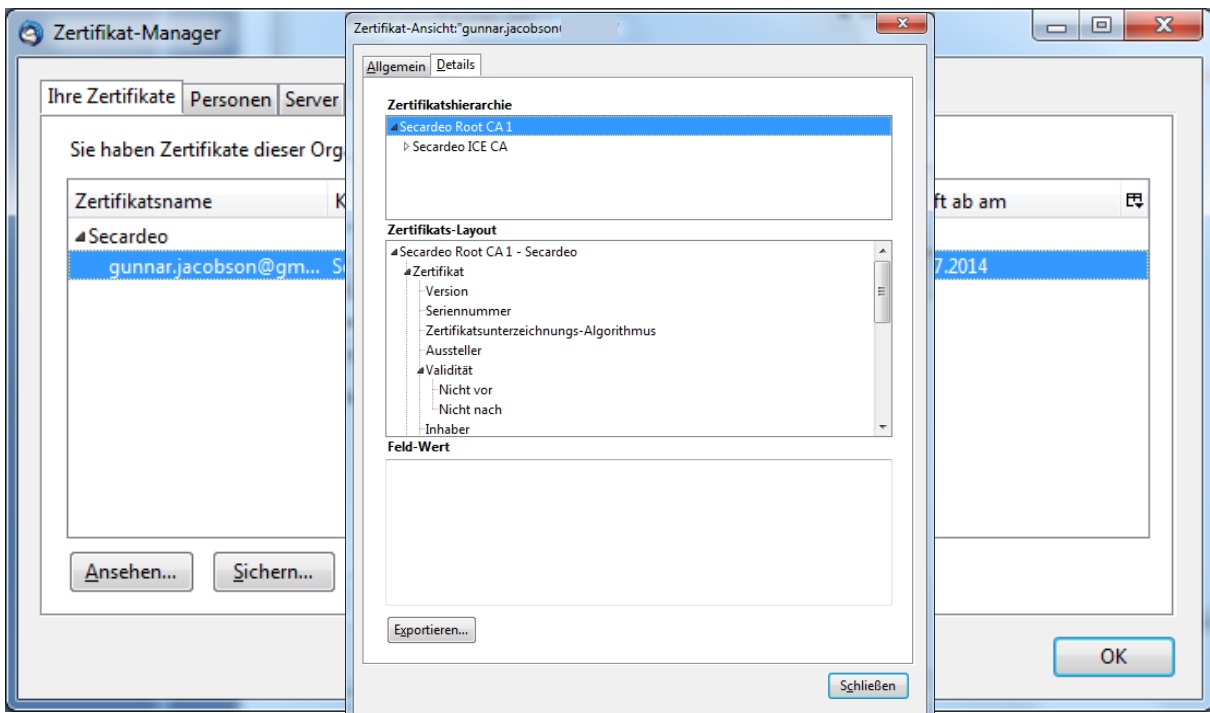 Zertifikat-Manager
Ihre Zertifikate Personen Server
Sie haben Zertifikate dieser
Zertifikatsname ab am
Secardeo
gunnar.jacobson@gm... 7.2014
Ansehen... Sichern...
OK
Zertifikat-Ansicht:"gunnar.jacobson
Allgemein Details
Zertifikatshierarchie
Secardeo Root CA 1
Secardeo ICE CA
Zertifikats-Layout
Secardeo Root CA 1 - Secardeo
Zertifikat
Version
Seriennummer
Zertifikatsunterzeichnungs-Algorithmus
Aussteller
Validität
Nicht vor
Nicht nach
Inhaber
Feld-Wert
Exportieren...
Schließen